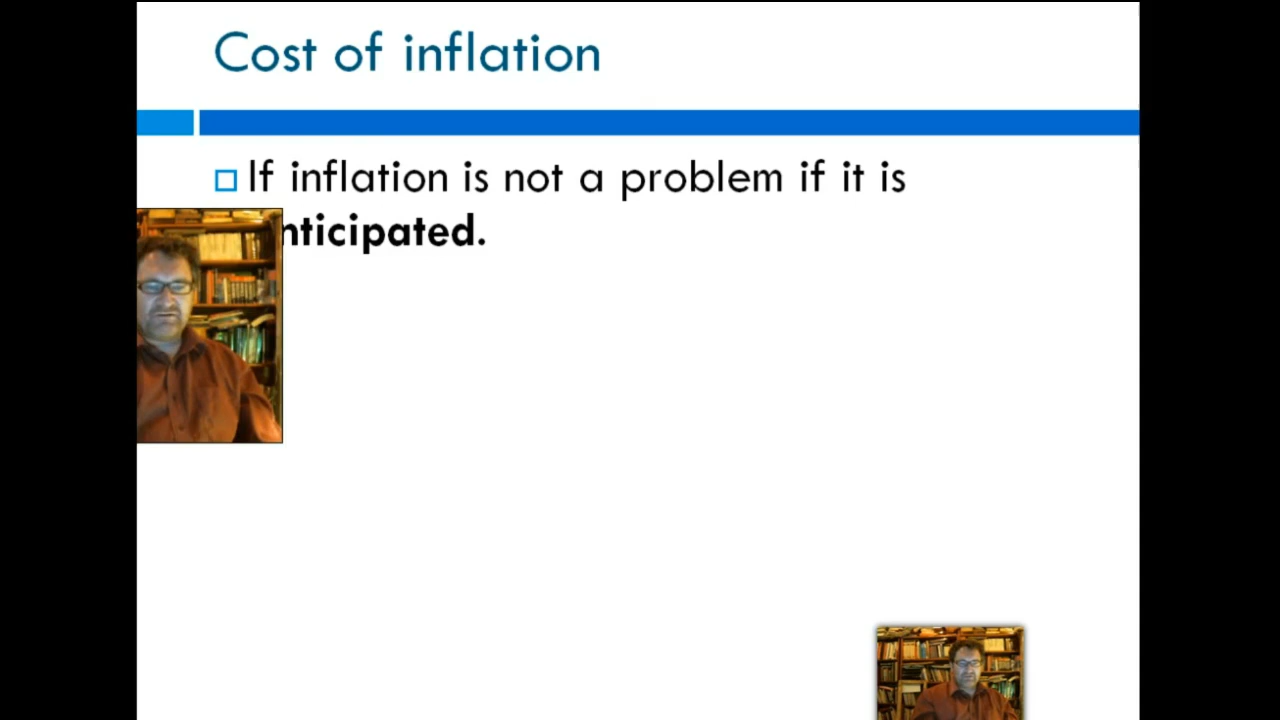 Cost of inflation
If inflation is not a problem if it is
nticipated.